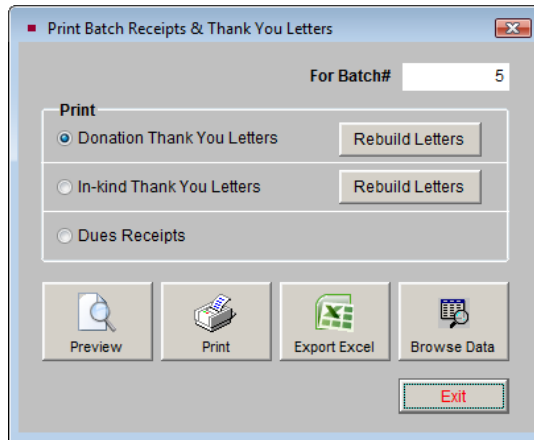 Print Batch Receipts & Thank You Letters
For Batch# 5
Print
Donation Thank You Letters Rebuild Letters
In-kind Thank You Letters Rebuild Letters
Dues Receipts
Preview Print Export Excel Browse Data
Exit